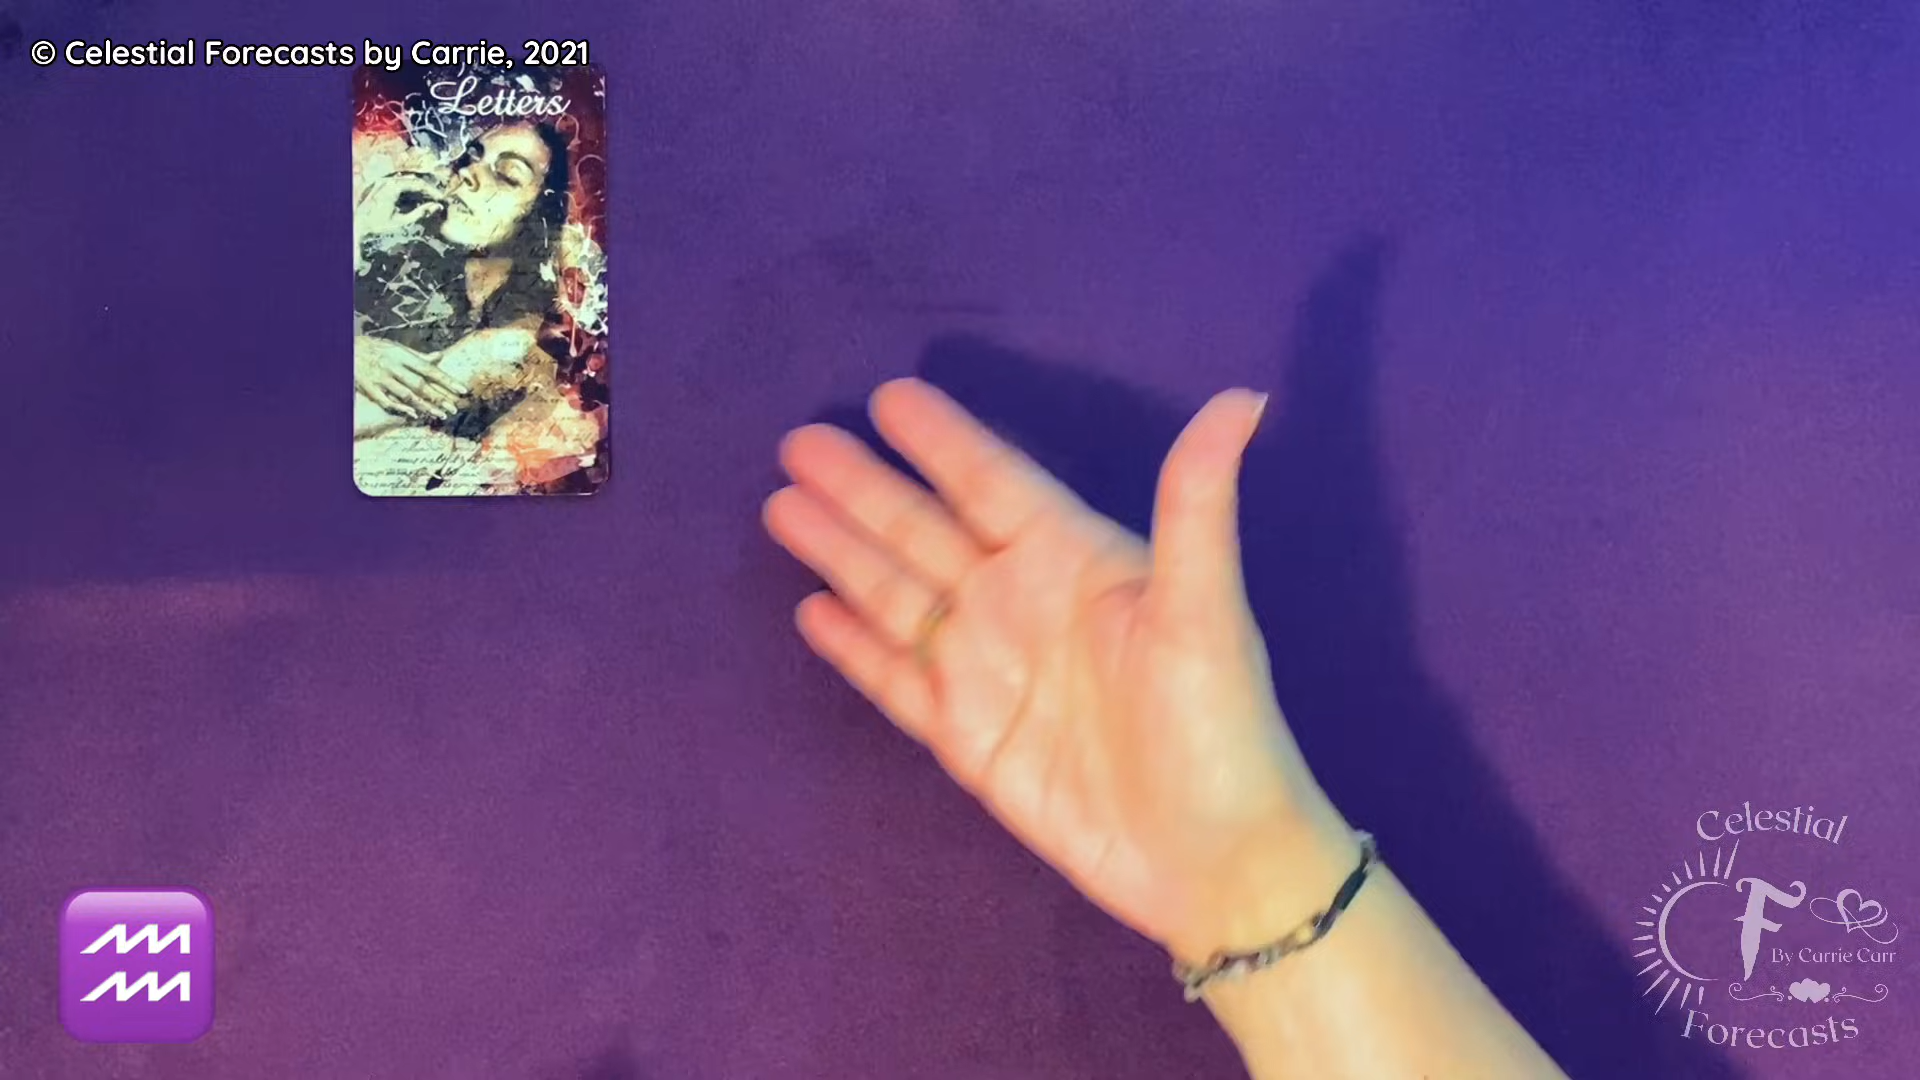 © Celestial Forecasts by Carrie, 2021
Letters
Celestial
F
By Carrie Carr
Forecasts